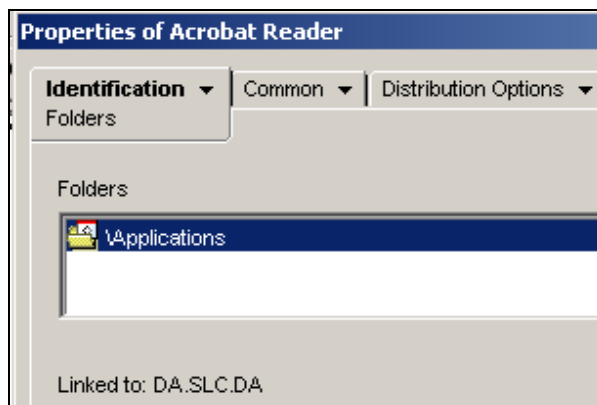 Properties of Acrobat Reader
Identification Common Distribution Options
Folders
Folders
\Applications
Linked to: DA.SLC.DA